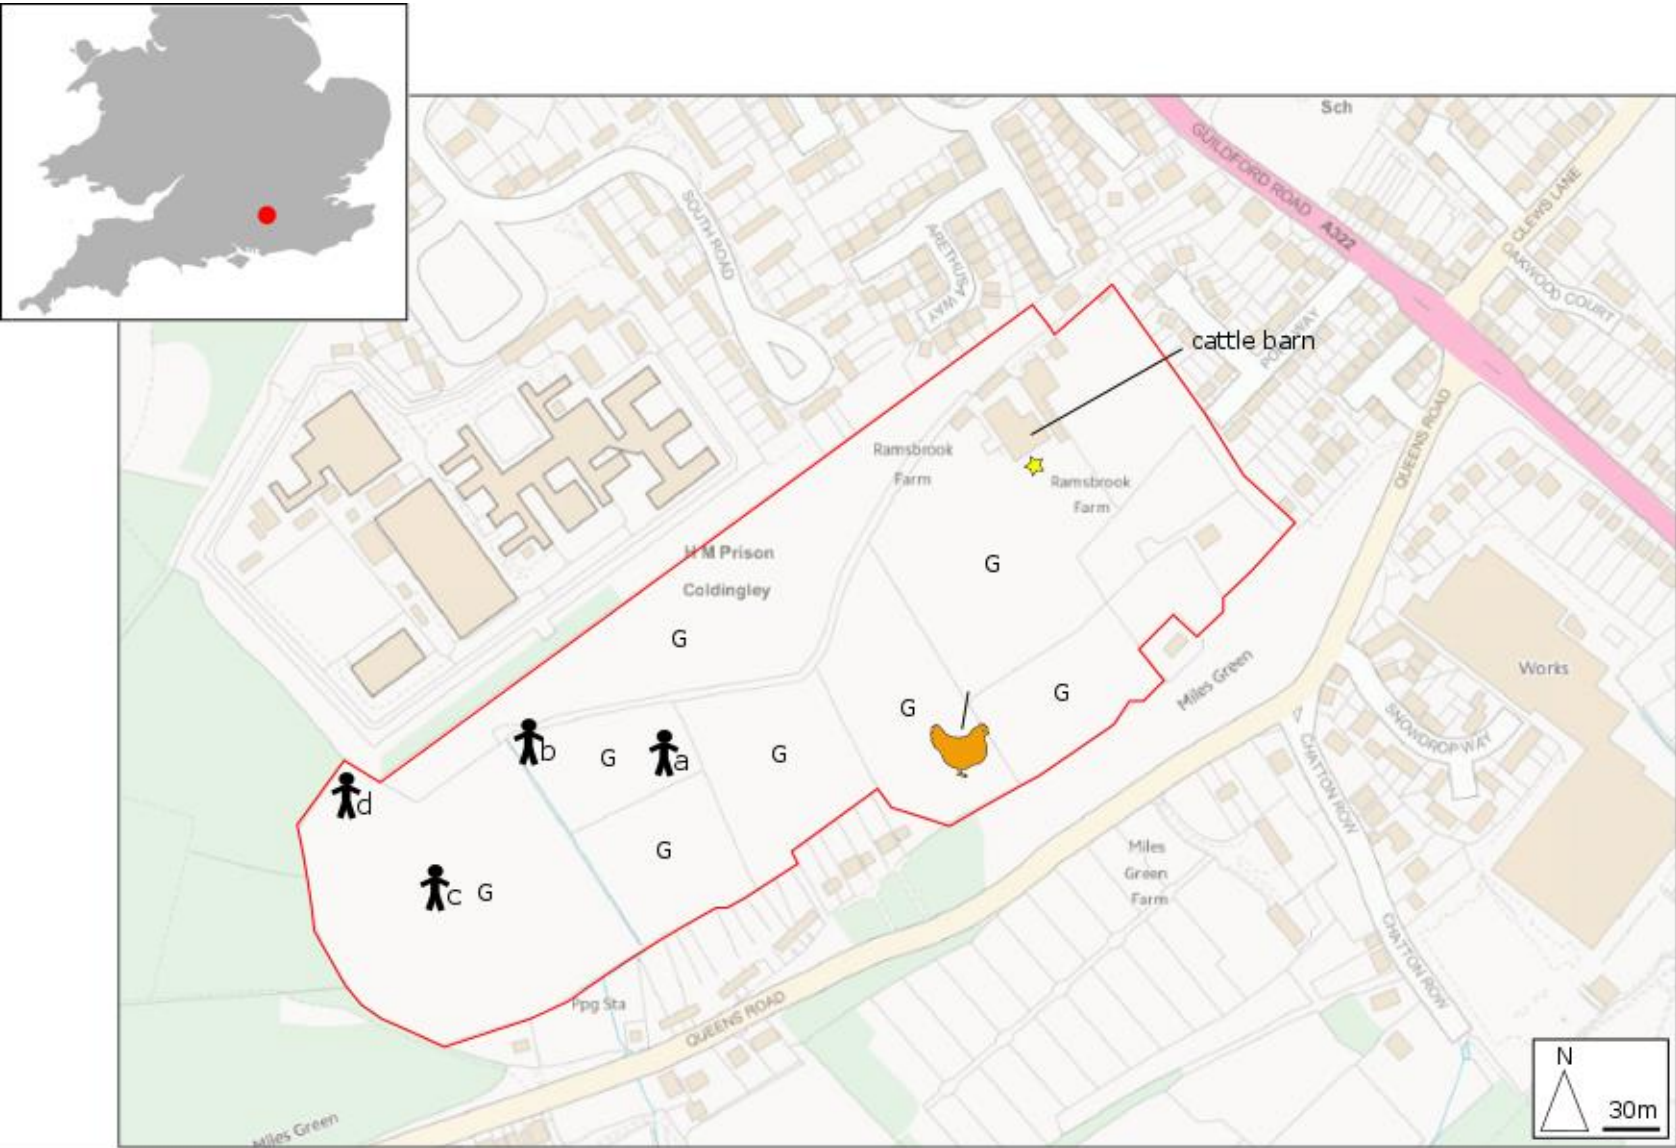 Sch
GUILDFORD ROAD
A322
CLEWS LANE
OAKWOOD COURT
SOUTH ROAD
ARETHUSA WAY
cattle barn
QUEENS ROAD
Ramsbrook
Farm
Ramsbrook
Farm
H M Prison
Coldingley
G
G
G
G
G
G
G
G
b
a
d
c
Miles Green
Works
SNOWDROP WAY
CHATTON ROW
Miles
Green
Farm
CHATTON ROW
Ppg Sta
QUEENS ROAD
Miles Green
N
30m